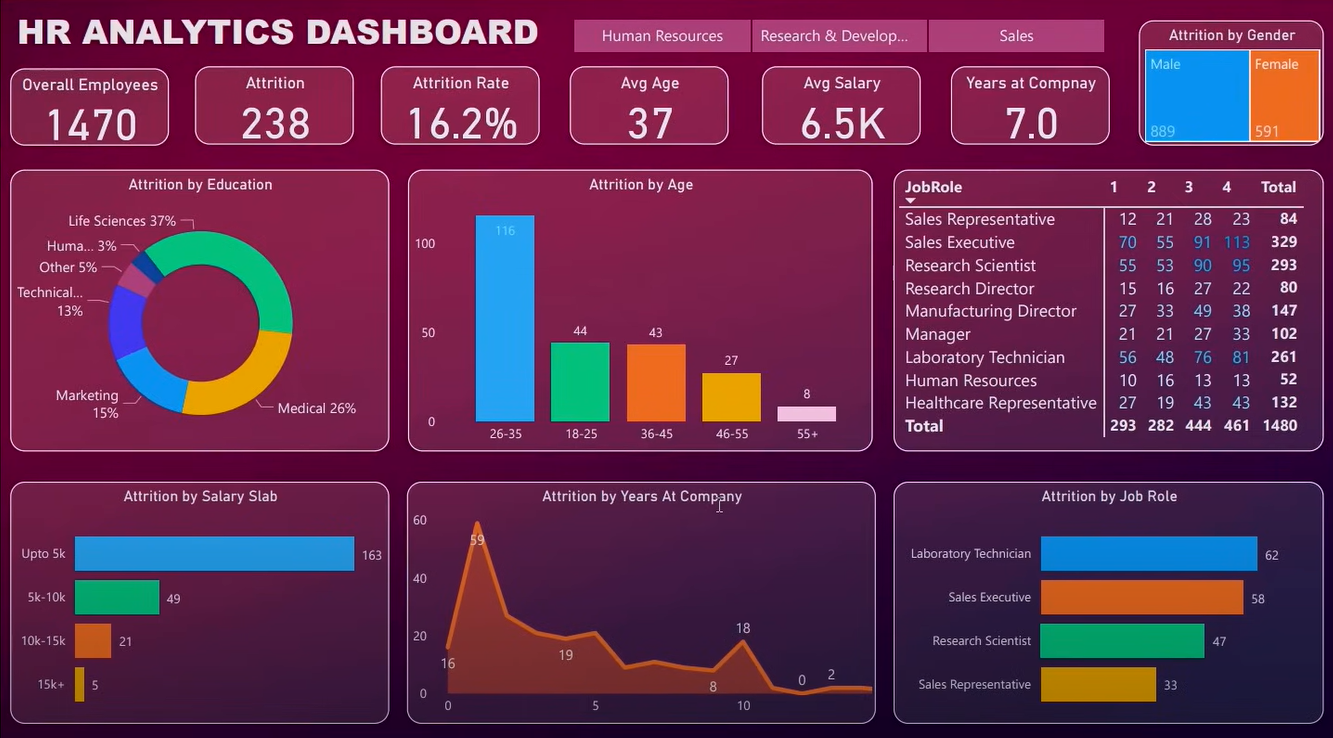 HR ANALYTICS DASHBOARD
Human Resources
Research & Develop...
Sales
Attrition by Gender
Male
Female
889
591
Overall Employees
1470
Attrition
238
Attrition Rate
16.2%
Avg Age
37
Avg Salary
6.5K
Years at Compnay
7.0
Attrition by Education
Life Sciences 37%
Huma... 3%
Other 5%
Technical...
13%
Marketing
15%
Medical 26%
Attrition by Age
100
50
0
116
44
43
27
8
26-35
18-25
36-45
46-55
55+
JobRole 1 2 3 4 Total
Sales Representative 12 21 28 23 84
Sales Executive 70 55 91 113 329
Research Scientist 55 53 90 95 293
Research Director 15 16 27 22 80
Manufacturing Director 27 33 49 38 147
Manager 21 21 27 33 102
Laboratory Technician 56 48 76 81 261
Human Resources 10 16 13 13 52
Healthcare Representative 27 19 43 43 132
Total 293 282 444 461 1480
Attrition by Salary Slab
Upto 5k 163
5k-10k 49
10k-15k 21
15k+ 5
Attrition by Years At Company
60
40
20
0
16
59
19
8
18
0
2
0
5
10
Attrition by Job Role
Laboratory Technician 62
Sales Executive 58
Research Scientist 47
Sales Representative 33